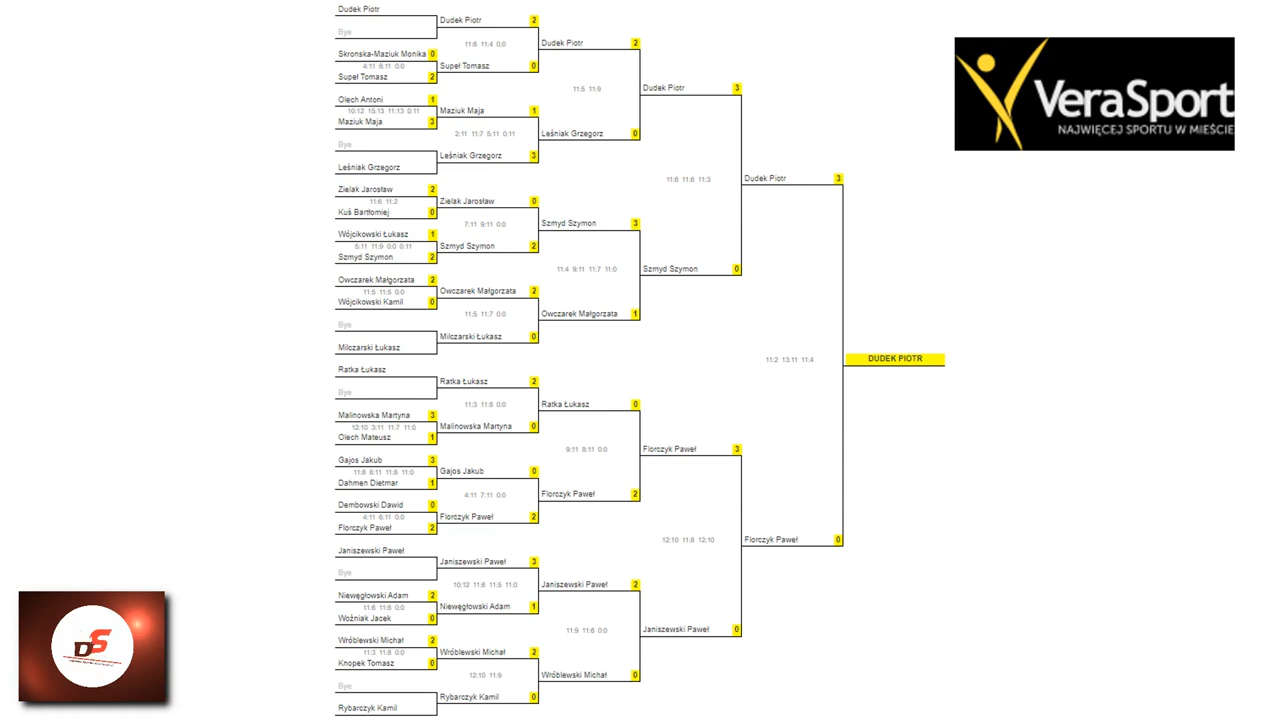 Dudek Piotr
Dudek Piotr 2
Bye
11:6 11:4 0:0
Dudek Piotr 2
Skronska-Maziuk Monika 0
4:11 8:11 0:0
Supeł Tomasz 0
Supeł Tomasz 2
11:5 11:9
Dudek Piotr 3
Olech Antoni 1
10:12 15:13 11:13 0:11
Maziuk Maja 1
Maziuk Maja 3
2:11 11:7 5:11 0:11
Leśniak Grzegorz 0
Bye
Leśniak Grzegorz 3
Leśniak Grzegorz
11:6 11:6 11:3
Dudek Piotr 3
Zielak Jarosław 2
11:6 11:2
Zielak Jarosław 0
Kuś Bartłomiej 0
7:11 9:11 0:0
Szmyd Szymon 3
Wójcikowski Łukasz 1
5:11 11:9 0:0 0:11
Szmyd Szymon 2
Szmyd Szymon 2
11:4 9:11 11:7 11:0
Szmyd Szymon 0
Owczarek Małgorzata 2
11:5 11:5 0:0
Owczarek Małgorzata 2
Wójcikowski Kamil 0
11:5 11:7 0:0
Owczarek Małgorzata 1
Bye
Milczarski Łukasz 0
Milczarski Łukasz
11:2 13:11 11:4
DUDEK PIOTR
Ratka Łukasz
Ratka Łukasz 2
Bye
11:3 11:8 0:0
Ratka Łukasz 0
Malinowska Martyna 3
12:10 3:11 11:7 11:0
Malinowska Martyna 0
Olech Mateusz 1
9:11 8:11 0:0
Florczyk Paweł 3
Gajos Jakub 3
11:8 8:11 11:8 11:0
Gajos Jakub 0
Dahmen Dietmar 1
4:11 7:11 0:0
Florczyk Paweł 2
Dembowski Dawid 0
4:11 6:11 0:0
Florczyk Paweł 2
Florczyk Paweł 2
12:10 11:8 12:10
Florczyk Paweł 0
Janiszewski Paweł
Janiszewski Paweł 3
Bye
10:12 11:6 11:5 11:0
Janiszewski Paweł 2
Niewęgłowski Adam 2
11:6 11:8 0:0
Niewęgłowski Adam 1
Woźniak Jacek 0
11:9 11:6 0:0
Janiszewski Paweł 0
Wróblewski Michał 2
11:3 11:8 0:0
Wróblewski Michał 2
Knopek Tomasz 0
12:10 11:9
Wróblewski Michał 0
Bye
Rybarczyk Kamil 0
Rybarczyk Kamil
VeraSport
NAJWIĘCEJ SPORTU W MIEŚCIE
DS